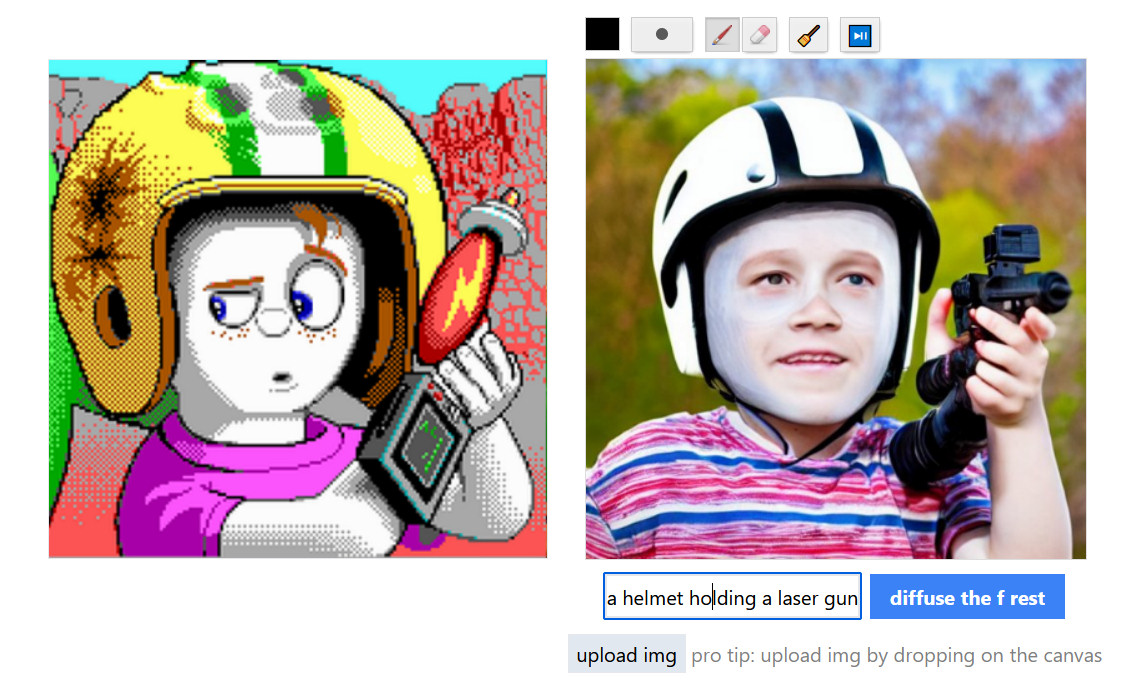 a helmet holding a laser gun
diffuse the f rest
upload img
pro tip: upload img by dropping on the canvas